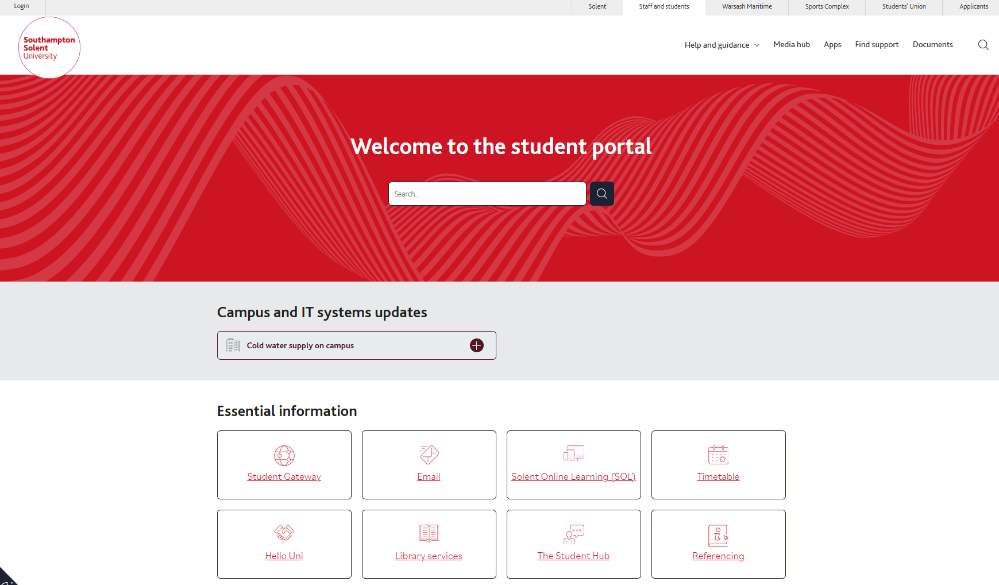 Login
Solent
Staff and students
Warsash Maritime
Sports Complex
Students' Union
Applicants
Southampton
Solent
University
Help and guidance
Media hub
Apps
Find support
Documents
Welcome to the student portal
Search...
Campus and IT systems updates
Cold water supply on campus
Essential information
Student Gateway
Email
Solent Online Learning (SOL)
Timetable
Hello Uni
Library services
The Student Hub
Referencing